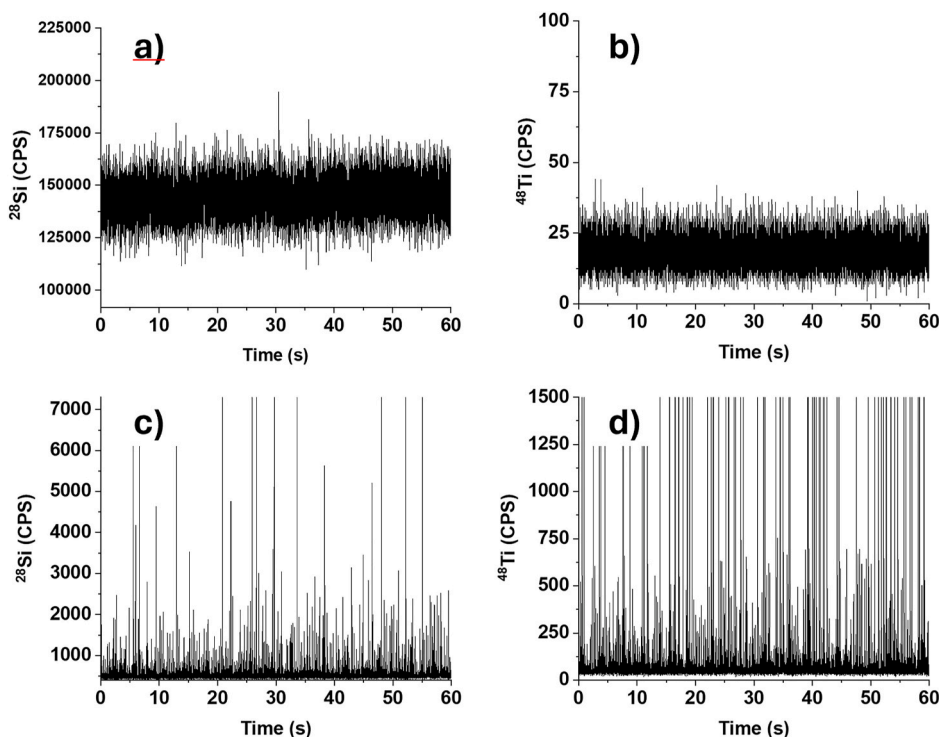 a)
225000
200000
175000
150000
125000
100000
²⁸Si (CPS)
0 10 20 30 40 50 60
Time (s)
b)
100
75
50
25
0
⁴⁸Ti (CPS)
0 10 20 30 40 50 60
Time (s)
c)
7000
6000
5000
4000
3000
2000
1000
²⁸Si (CPS)
0 10 20 30 40 50 60
Time (s)
d)
1500
1250
1000
750
500
250
0
⁴⁸Ti (CPS)
0 10 20 30 40 50 60
Time (s)